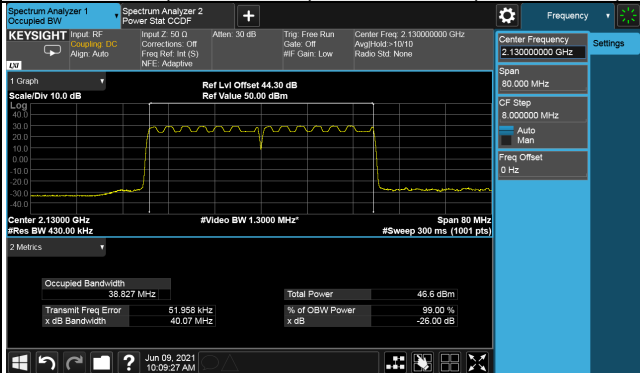 Spectrum Analyzer 1
Occupied BW
Spectrum Analyzer 2
Power Stat CCDF
+
Frequency
KEYSIGHT
Input: RF
Coupling: DC
Align: Auto
Input Z: 50 Ω
Corrections: Off
Freq Ref: Int (S)
NFE: Adaptive
Atten: 30 dB
Trig: Free Run
Gate: Off
#IF Gain: Low
Center Freq: 2.130000000 GHz
Avg|Hold:>10/10
Radio Std: None
LXI
1 Graph
Scale/Div 10.0 dB
Ref Lvl Offset 44.30 dB
Ref Value 50.00 dBm
Log
40.0
30.0
20.0
10.0
0.00
-10.0
-20.0
-30.0
-40.0
Center 2.13000 GHz
#Res BW 430.00 kHz
#Video BW 1.3000 MHz*
Span 80 MHz
#Sweep 300 ms (1001 pts)
2 Metrics
Occupied Bandwidth
38.827 MHz
Transmit Freq Error
51.958 kHz
x dB Bandwidth
40.07 MHz
Total Power
46.6 dBm
% of OBW Power
99.00 %
x dB
-26.00 dB
Center Frequency
2.130000000 GHz
Span
80.000 MHz
CF Step
8.000000 MHz
Auto
Man
Freq Offset
0 Hz
Settings
?
Jun 09, 2021
10:09:27 AM